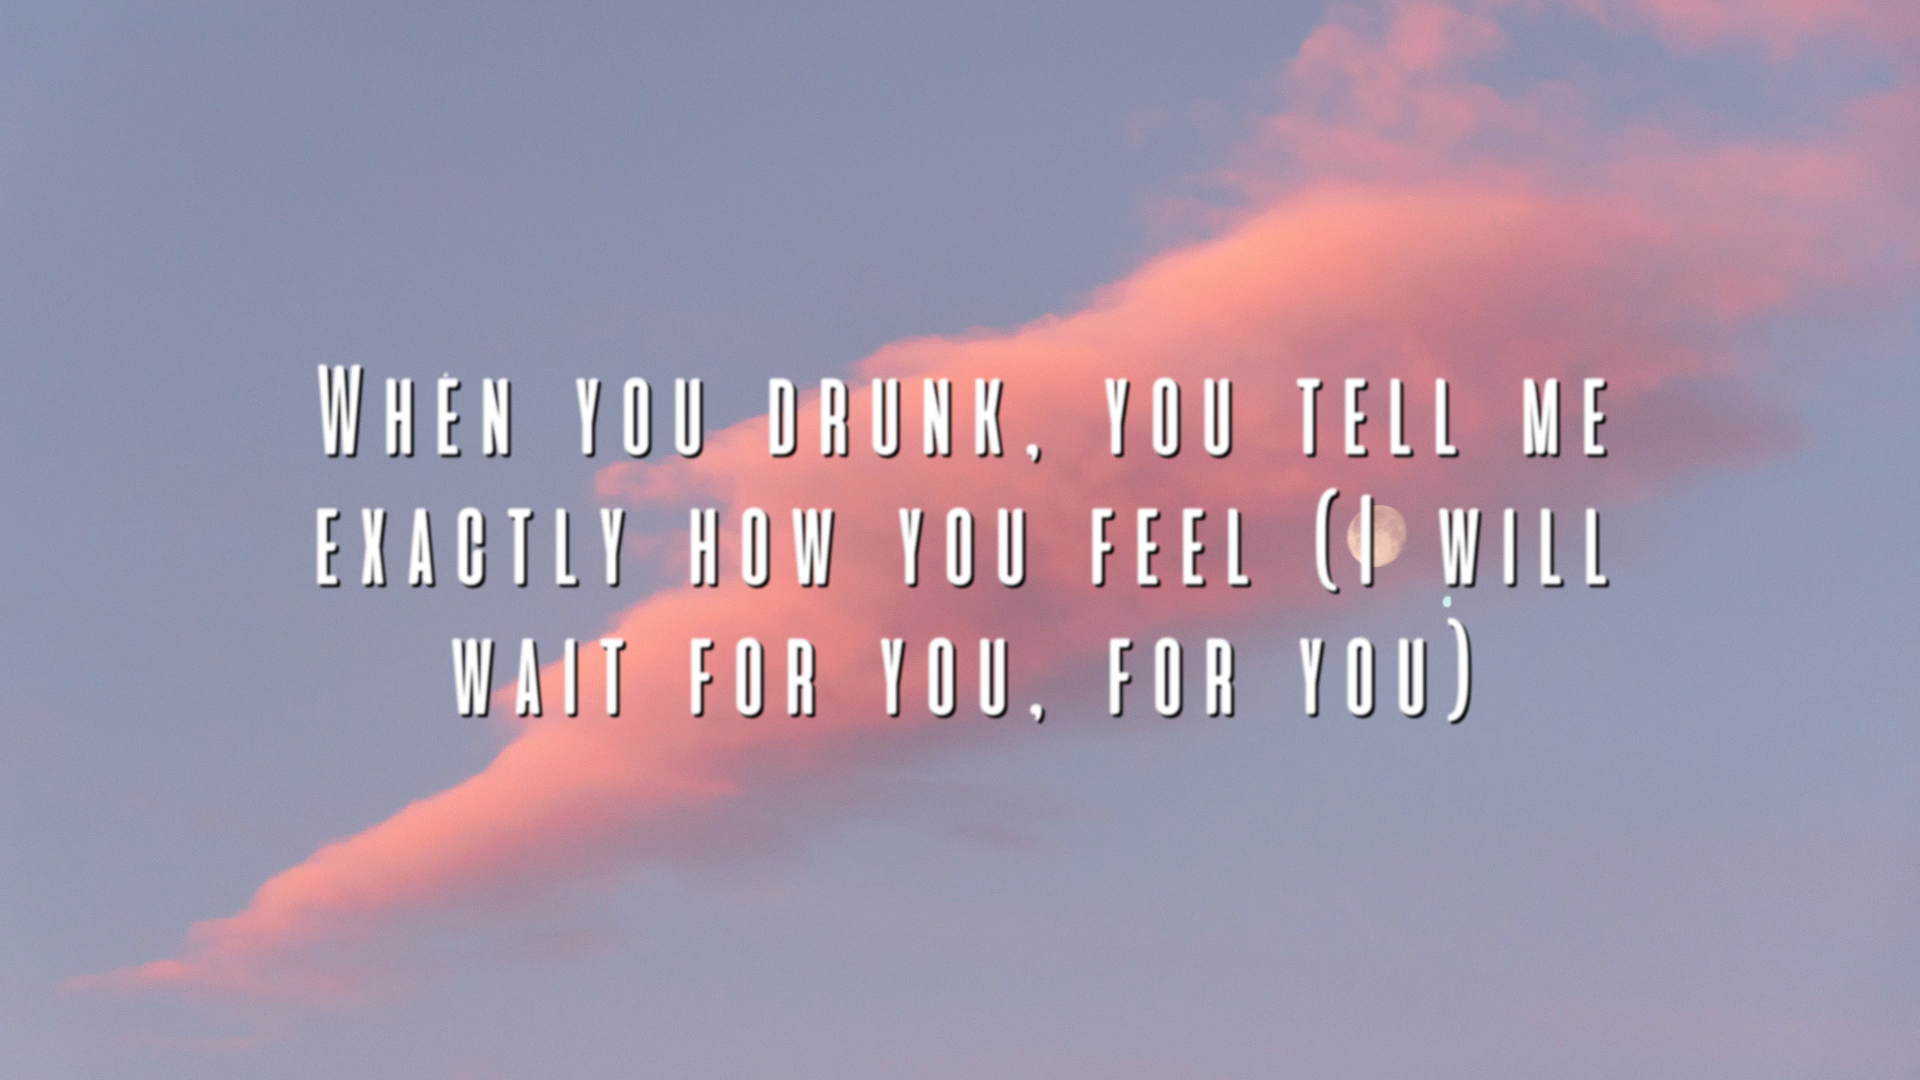 When you drunk, you tell me
exactly how you feel (I will
wait for you, for you)